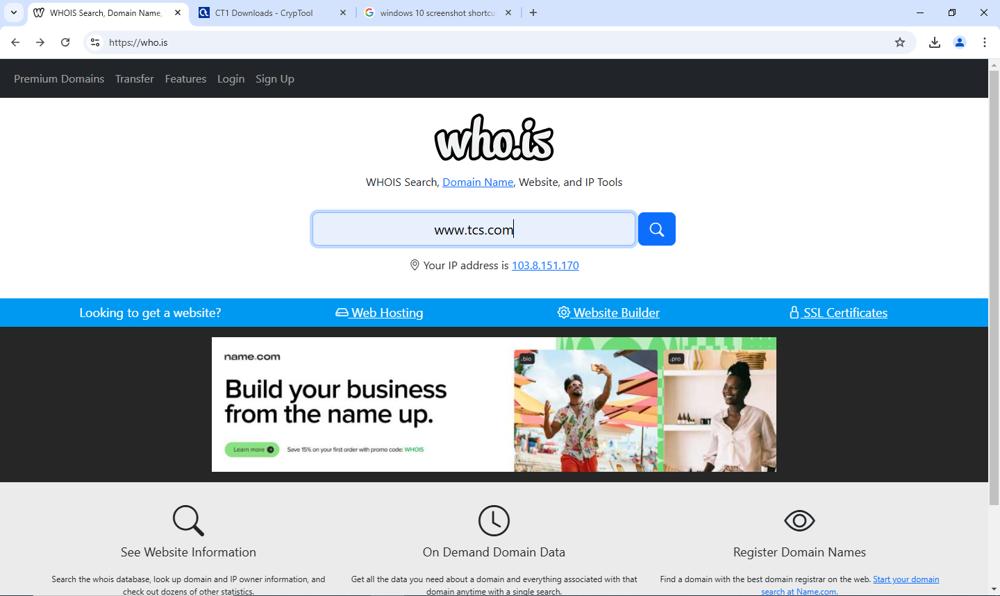 WHOIS Search, Domain Name,
CT1 Downloads - CrypTool
windows 10 screenshot shortcu
https://who.is
Premium Domains Transfer Features Login Sign Up
who.is
WHOIS Search, Domain Name, Website, and IP Tools
www.tcs.com
Your IP address is 103.8.151.170
Looking to get a website? Web Hosting Website Builder SSL Certificates
name.com
Build your business
from the name up.
Learn more Save 15% on your first order with promo code: WHOIS
.bio
.pro
See Website Information
Search the whois database, look up domain and IP owner information, and
check out dozens of other statistics.
On Demand Domain Data
Get all the data you need about a domain and everything associated with that
domain anytime with a single search.
Register Domain Names
Find a domain with the best domain registrar on the web. Start your domain
search at Name.com.